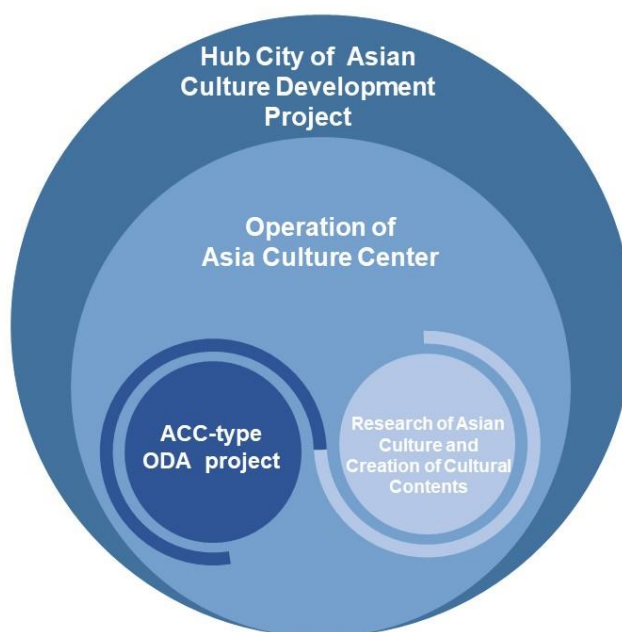 Hub City of Asian
Culture Development
Project
Operation of
Asia Culture Center
ACC-type
ODA project
Research of Asian
Culture and
Creation of Cultural
Contents